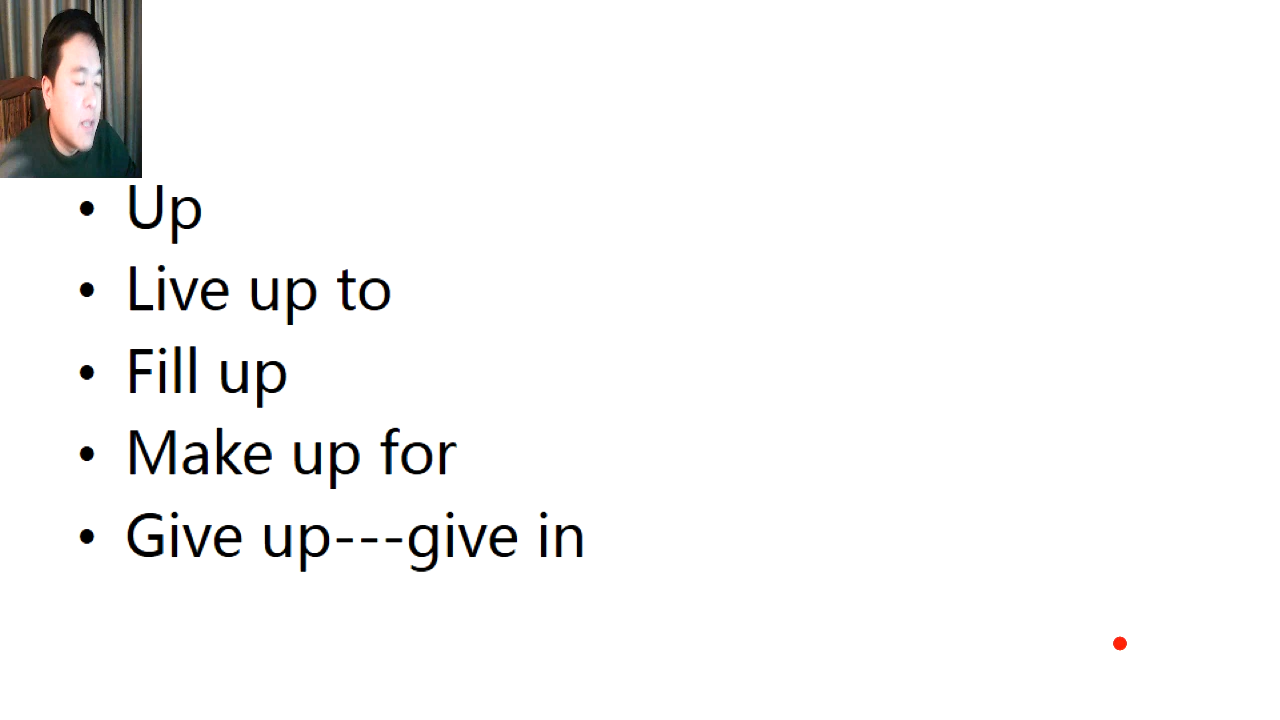 • Up
• Live up to
• Fill up
• Make up for
• Give up---give in